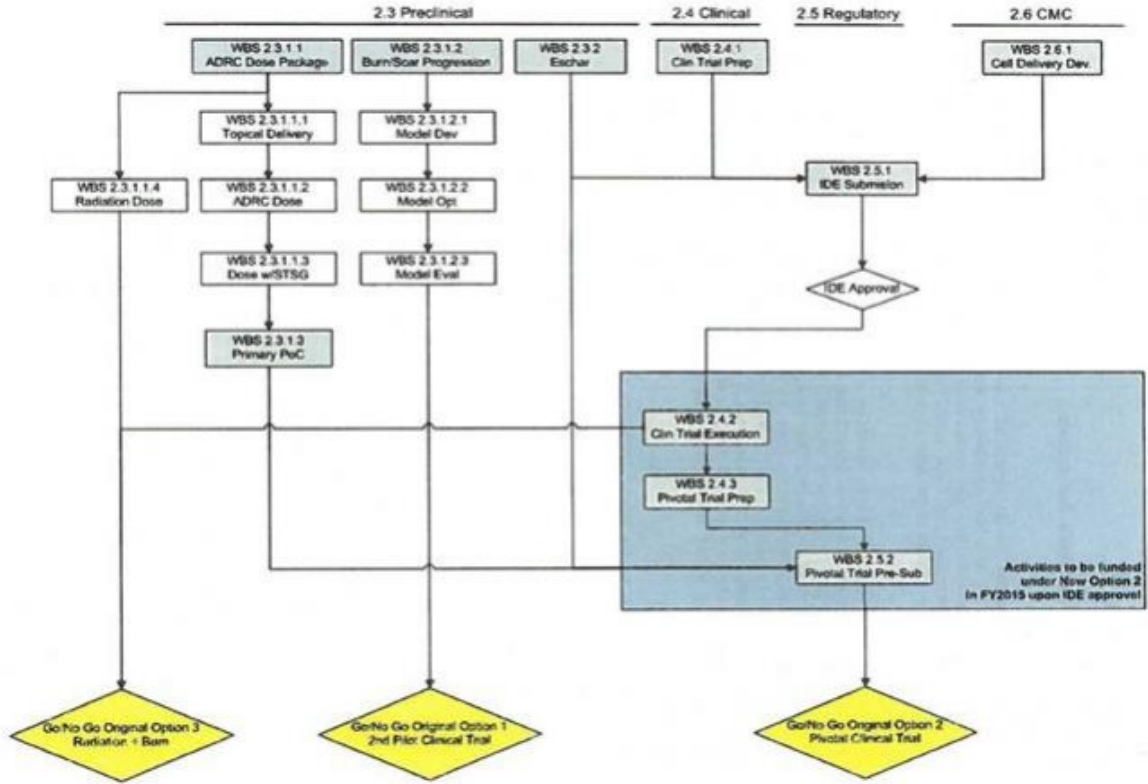 2.3 Preclinical
2.4 Clinical
2.5 Regulatory
2.6 CMC
WBS 2.3.1.1
ADRC Dose Package
WBS 2.3.1.2
Burn/Scar Progression
WBS 2.3.2
Eschar
WBS 2.4.1
Clin Trial Prep
WBS 2.6.1
Cell Delivery Dev.
WBS 2.3.1.1.1
Topical Delivery
WBS 2.3.1.2.1
Model Dev
WBS 2.3.1.1.4
Radiation Dose
WBS 2.3.1.1.2
ADRC Dose
WBS 2.3.1.2.2
Model Opt
WBS 2.5.1
IDE Submision
WBS 2.3.1.1.3
Dose w/STSG
WBS 2.3.1.2.3
Model Eval
IDE Approval
WBS 2.3.1.3
Primary PoC
WBS 2.4.2
Clin Trial Execution
WBS 2.4.3
Pivotal Trial Prep
WBS 2.5.2
Pivotal Trial Pre-Sub
Activities to be funded
under New Option 2
in FY2015 upon IDE approval
Go/No Go Original Option 3
Radiation + Burn
Go/No Go Original Option 1
2nd Pilot Clinical Trial
Go/No Go Original Option 2
Pivotal Clinical Trial